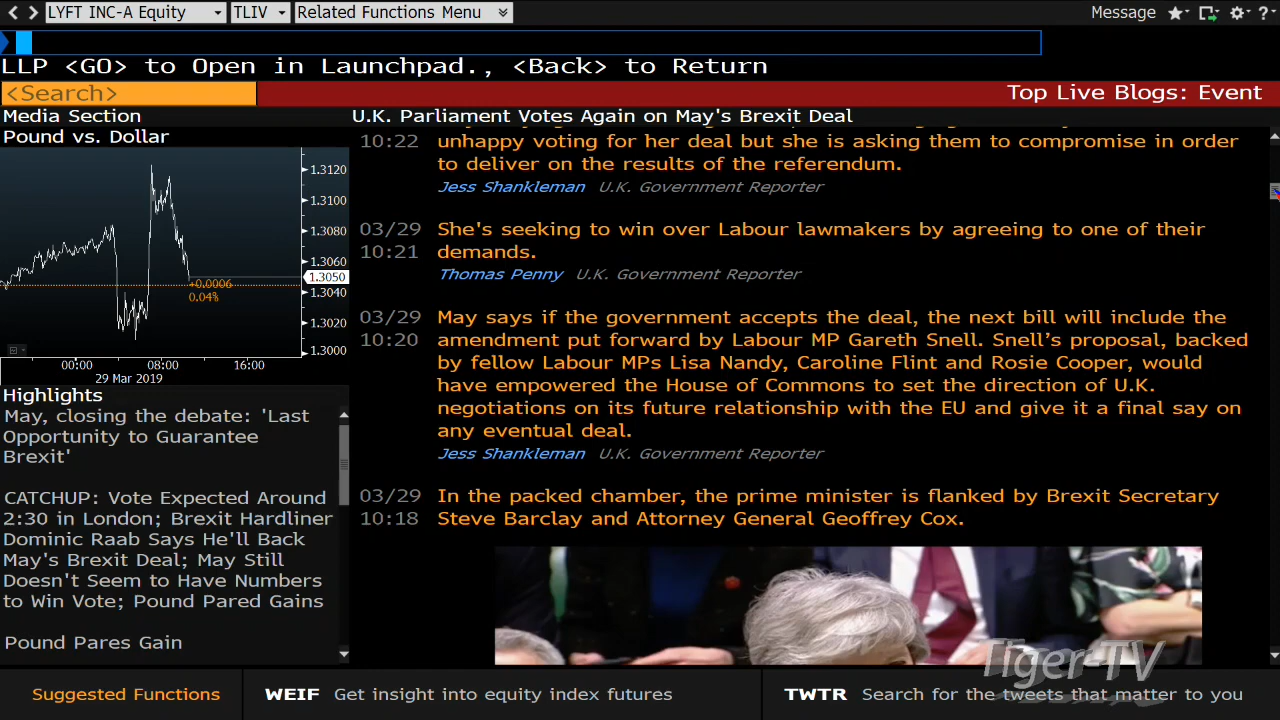 LYFT INC-A Equity TLIV Related Functions Menu Message ?
LLP <GO> to Open in Launchpad., <Back> to Return
<Search> Top Live Blogs: Event
Media Section
U.K. Parliament Votes Again on May's Brexit Deal
Pound vs. Dollar
1.3120
1.3100
1.3080
1.3050
1.3040
1.3020
1.3000
+0.0006
0.04%
00:00 08:00 16:00
29 Mar 2019
Highlights
May, closing the debate: 'Last
Opportunity to Guarantee
Brexit'
CATCHUP: Vote Expected Around
2:30 in London; Brexit Hardliner
Dominic Raab Says He'll Back
May's Brexit Deal; May Still
Doesn't Seem to Have Numbers
to Win Vote; Pound Pared Gains
Pound Pares Gain
10:22 unhappy voting for her deal but she is asking them to compromise in order
to deliver on the results of the referendum.
Jess Shankleman U.K. Government Reporter
03/29 She's seeking to win over Labour lawmakers by agreeing to one of their
10:21 demands.
Thomas Penny U.K. Government Reporter
03/29 May says if the government accepts the deal, the next bill will include the
10:20 amendment put forward by Labour MP Gareth Snell. Snell's proposal, backed
by fellow Labour MPs Lisa Nandy, Caroline Flint and Rosie Cooper, would
have empowered the House of Commons to set the direction of U.K.
negotiations on its future relationship with the EU and give it a final say on
any eventual deal.
Jess Shankleman U.K. Government Reporter
03/29 In the packed chamber, the prime minister is flanked by Brexit Secretary
10:18 Steve Barclay and Attorney General Geoffrey Cox.
Tiger-TV
Suggested Functions WEIF Get insight into equity index futures TWTR Search for the tweets that matter to you